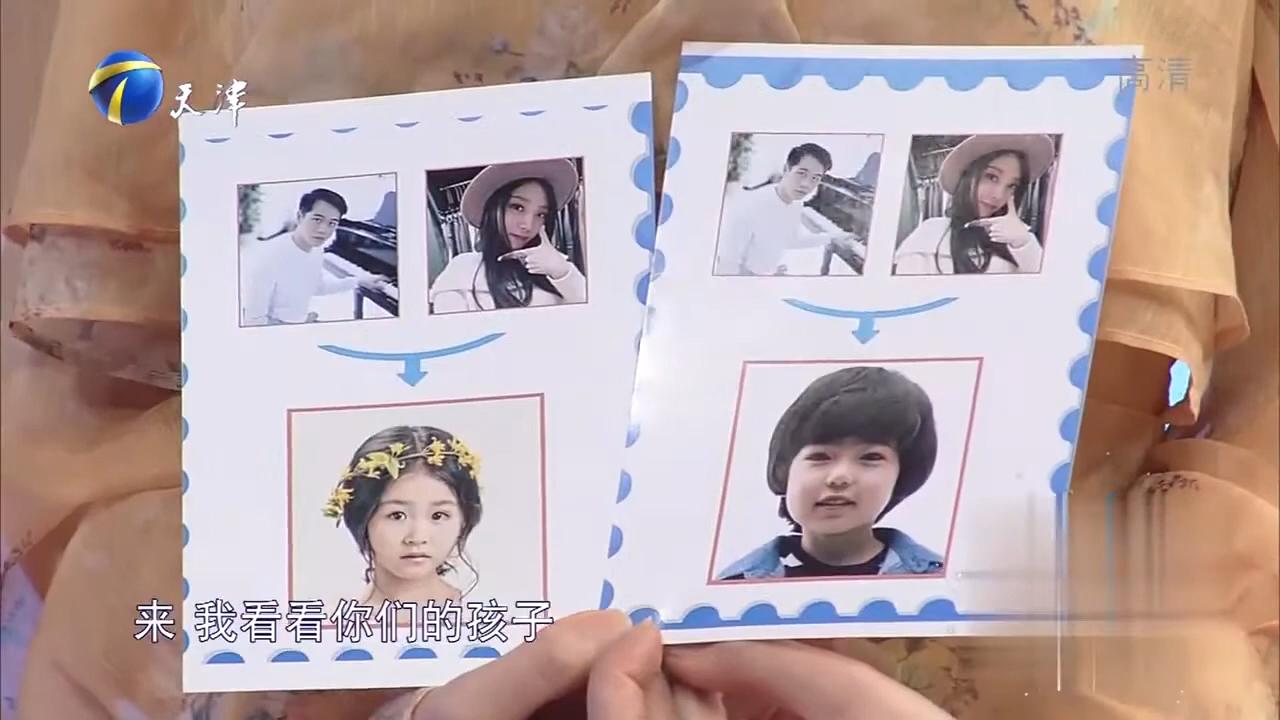 天津
高清
来 我看看你们的孩子